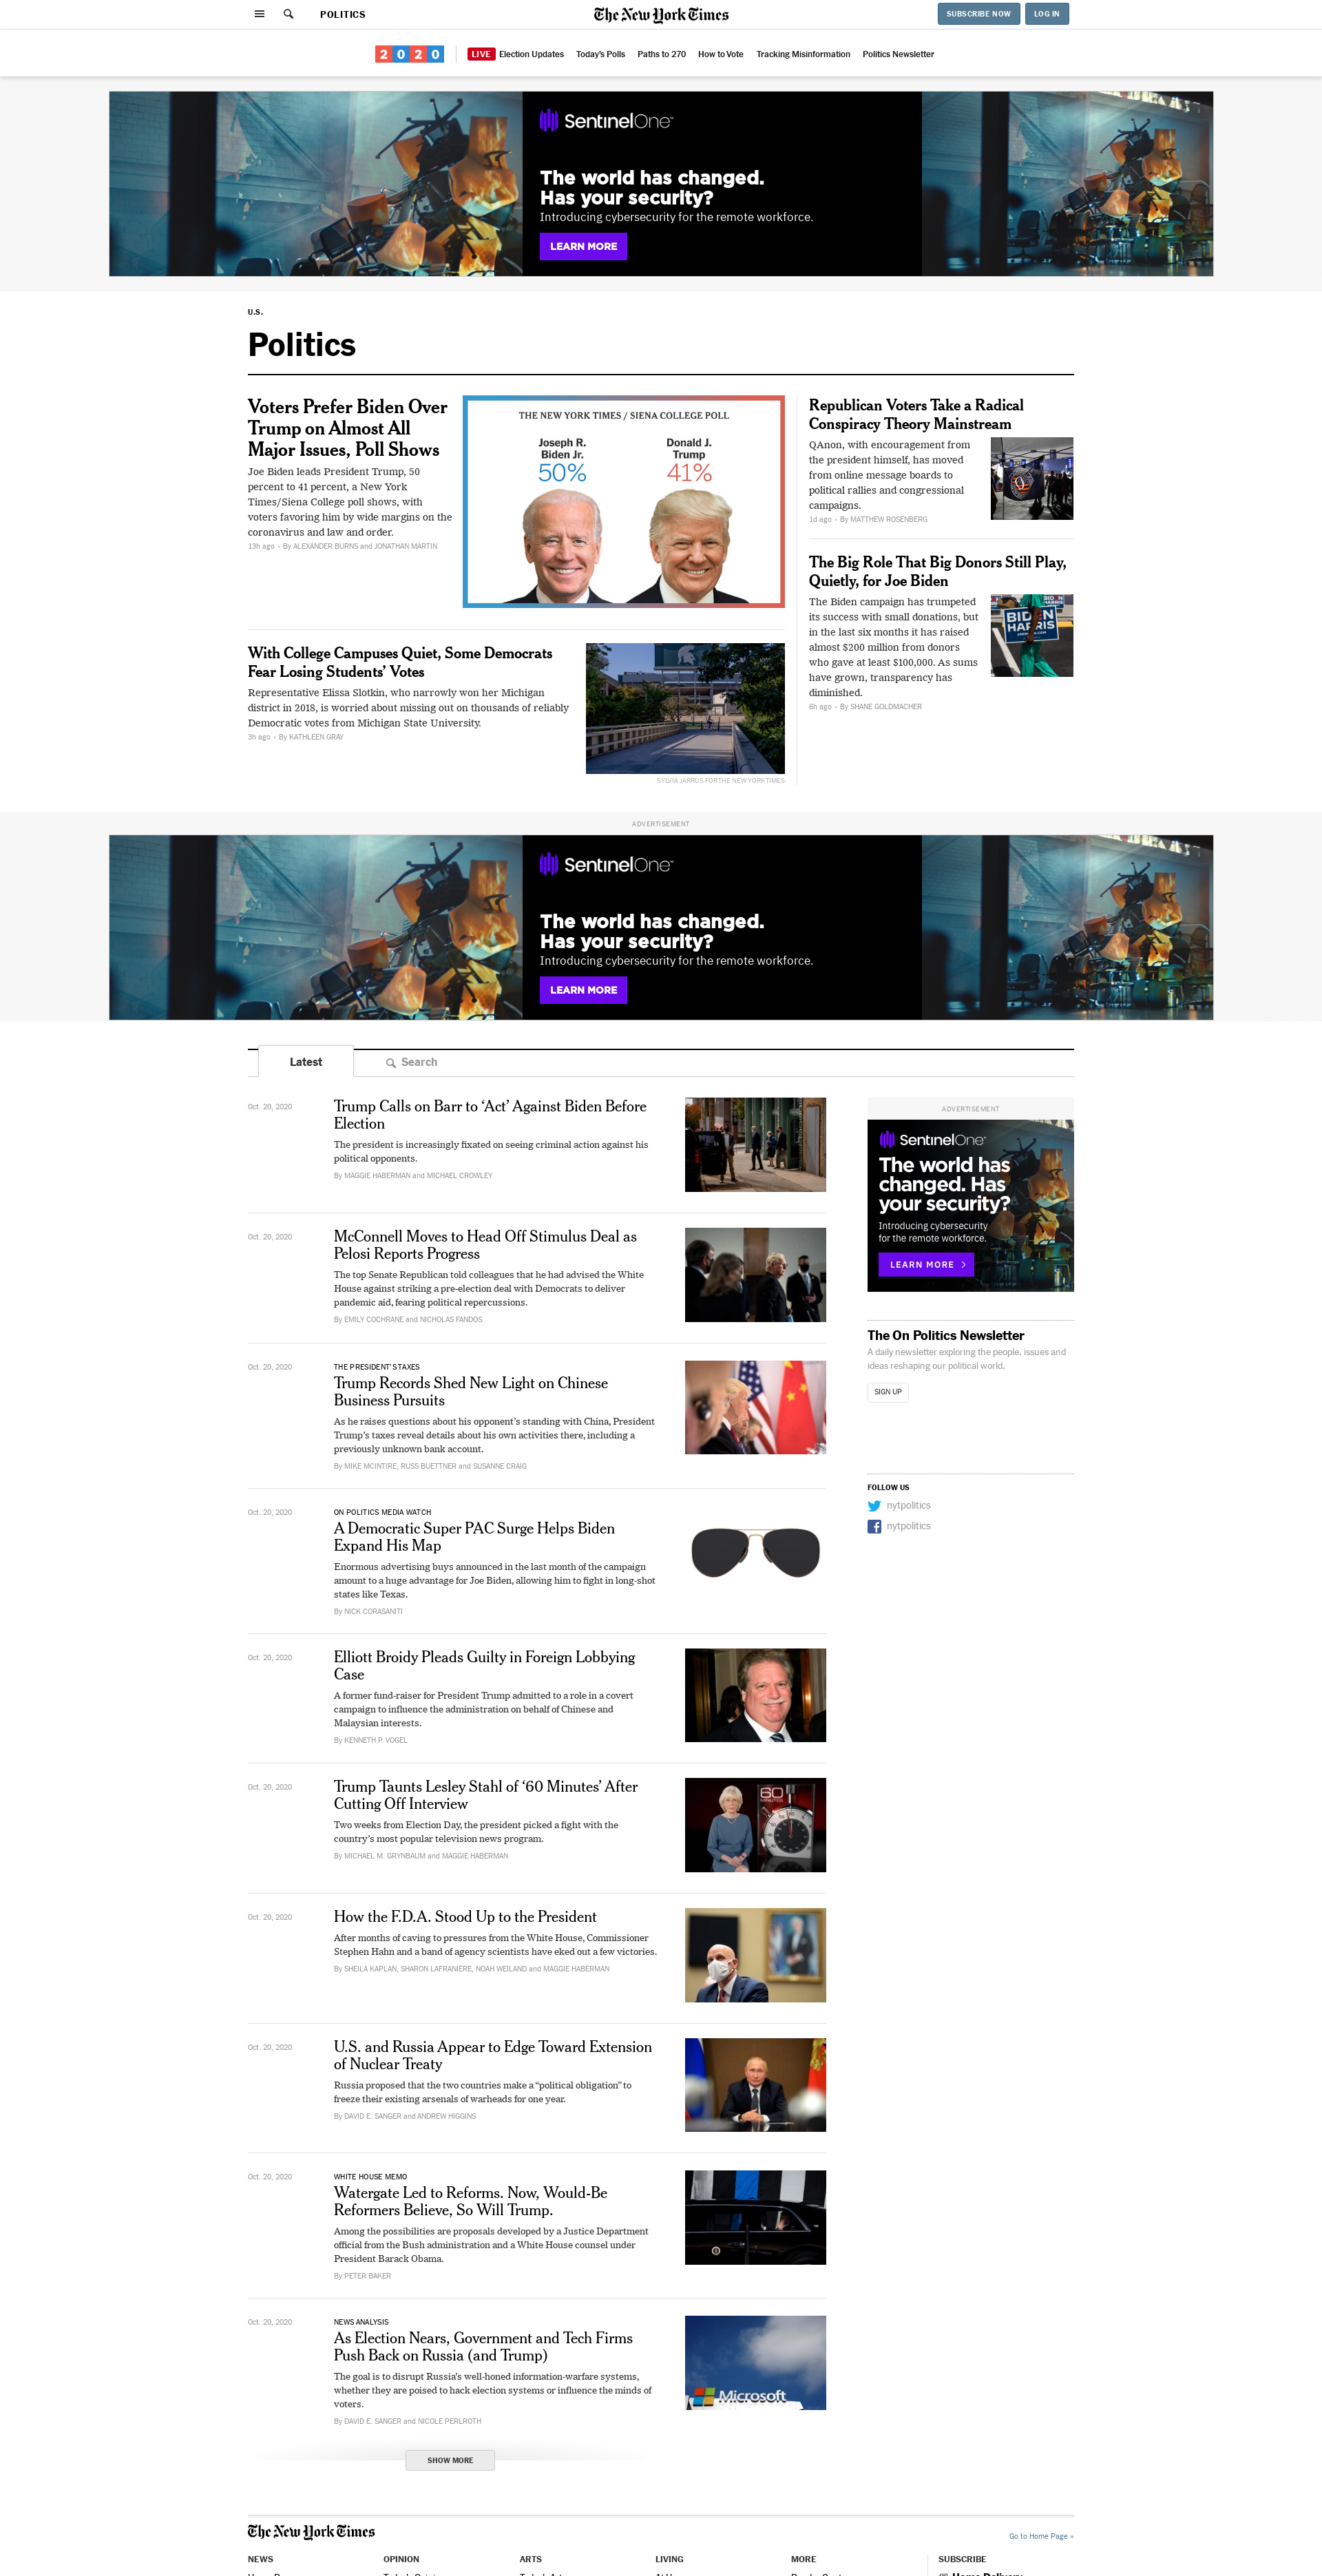 POLITICS
The New York Times
SUBSCRIBE NOW
LOG IN
2020
LIVE Election Updates
Today's Polls
Paths to 270
How to Vote
Tracking Misinformation
Politics Newsletter
SentinelOne
The world has changed.
Has your security?
Introducing cybersecurity for the remote workforce.
LEARN MORE
U.S.
Politics
Voters Prefer Biden Over
Trump on Almost All
Major Issues, Poll Shows
Joe Biden leads President Trump, 50
percent to 41 percent, a New York
Times/Siena College poll shows, with
voters favoring him by wide margins on the
coronavirus and law and order.
13h ago • By ALEXANDER BURNS and JONATHAN MARTIN
THE NEW YORK TIMES / SIENA COLLEGE POLL
Joseph R.
Biden Jr.
50%
Donald J.
Trump
41%
With College Campuses Quiet, Some Democrats
Fear Losing Students’ Votes
Representative Elissa Slotkin, who narrowly won her Michigan
district in 2018, is worried about missing out on thousands of reliably
Democratic votes from Michigan State University.
3h ago • By KATHLEEN GRAY
SYLVIA JARRUS FOR THE NEW YORK TIMES
Republican Voters Take a Radical
Conspiracy Theory Mainstream
QAnon, with encouragement from
the president himself, has moved
from online message boards to
political rallies and congressional
campaigns.
1d ago • By MATTHEW ROSENBERG
The Big Role That Big Donors Still Play,
Quietly, for Joe Biden
The Biden campaign has trumpeted
its success with small donations, but
in the last six months it has raised
almost $200 million from donors
who gave at least $100,000. As sums
have grown, transparency has
diminished.
6h ago • By SHANE GOLDMACHER
BIDEN
HARRIS
ADVERTISEMENT
SentinelOne
The world has changed.
Has your security?
Introducing cybersecurity for the remote workforce.
LEARN MORE
Latest
Search
Oct. 20, 2020
Trump Calls on Barr to ‘Act’ Against Biden Before
Election
The president is increasingly fixated on seeing criminal action against his
political opponents.
By MAGGIE HABERMAN and MICHAEL CROWLEY
Oct. 20, 2020
McConnell Moves to Head Off Stimulus Deal as
Pelosi Reports Progress
The top Senate Republican told colleagues that he had advised the White
House against striking a pre-election deal with Democrats to deliver
pandemic aid, fearing political repercussions.
By EMILY COCHRANE and NICHOLAS FANDOS
Oct. 20, 2020
THE PRESIDENT’S TAXES
Trump Records Shed New Light on Chinese
Business Pursuits
As he raises questions about his opponent’s standing with China, President
Trump’s taxes reveal details about his own activities there, including a
previously unknown bank account.
By MIKE MCINTIRE, RUSS BUETTNER and SUSANNE CRAIG
Oct. 20, 2020
ON POLITICS MEDIA WATCH
A Democratic Super PAC Surge Helps Biden
Expand His Map
Enormous advertising buys announced in the last month of the campaign
amount to a huge advantage for Joe Biden, allowing him to fight in long-shot
states like Texas.
By NICK CORASANITI
Oct. 20, 2020
Elliott Broidy Pleads Guilty in Foreign Lobbying
Case
A former fund-raiser for President Trump admitted to a role in a covert
campaign to influence the administration on behalf of Chinese and
Malaysian interests.
By KENNETH P. VOGEL
Oct. 20, 2020
Trump Taunts Lesley Stahl of ‘60 Minutes’ After
Cutting Off Interview
Two weeks from Election Day, the president picked a fight with the
country’s most popular television news program.
By MICHAEL M. GRYNBAUM and MAGGIE HABERMAN
60
MINUTES
Oct. 20, 2020
How the F.D.A. Stood Up to the President
After months of caving to pressures from the White House, Commissioner
Stephen Hahn and a band of agency scientists have eked out a few victories.
By SHEILA KAPLAN, SHARON LAFRANIERE, NOAH WEILAND and MAGGIE HABERMAN
Oct. 20, 2020
U.S. and Russia Appear to Edge Toward Extension
of Nuclear Treaty
Russia proposed that the two countries make a “political obligation” to
freeze their existing arsenals of warheads for one year.
By DAVID E. SANGER and ANDREW HIGGINS
Oct. 20, 2020
WHITE HOUSE MEMO
Watergate Led to Reforms. Now, Would-Be
Reformers Believe, So Will Trump.
Among the possibilities are proposals developed by a Justice Department
official from the Bush administration and a White House counsel under
President Barack Obama.
By PETER BAKER
Oct. 20, 2020
NEWS ANALYSIS
As Election Nears, Government and Tech Firms
Push Back on Russia (and Trump)
The goal is to disrupt Russia’s well-honed information-warfare systems,
whether they are poised to hack election systems or influence the minds of
voters.
By DAVID E. SANGER and NICOLE PERLROTH
Microsoft
SHOW MORE
ADVERTISEMENT
SentinelOne
The world has
changed. Has
your security?
Introducing cybersecurity
for the remote workforce.
LEARN MORE
The On Politics Newsletter
A daily newsletter exploring the people, issues and
ideas reshaping our political world.
SIGN UP
FOLLOW US
nytpolitics
nytpolitics
The New York Times
Go to Home Page »
NEWS
OPINION
ARTS
LIVING
MORE
SUBSCRIBE